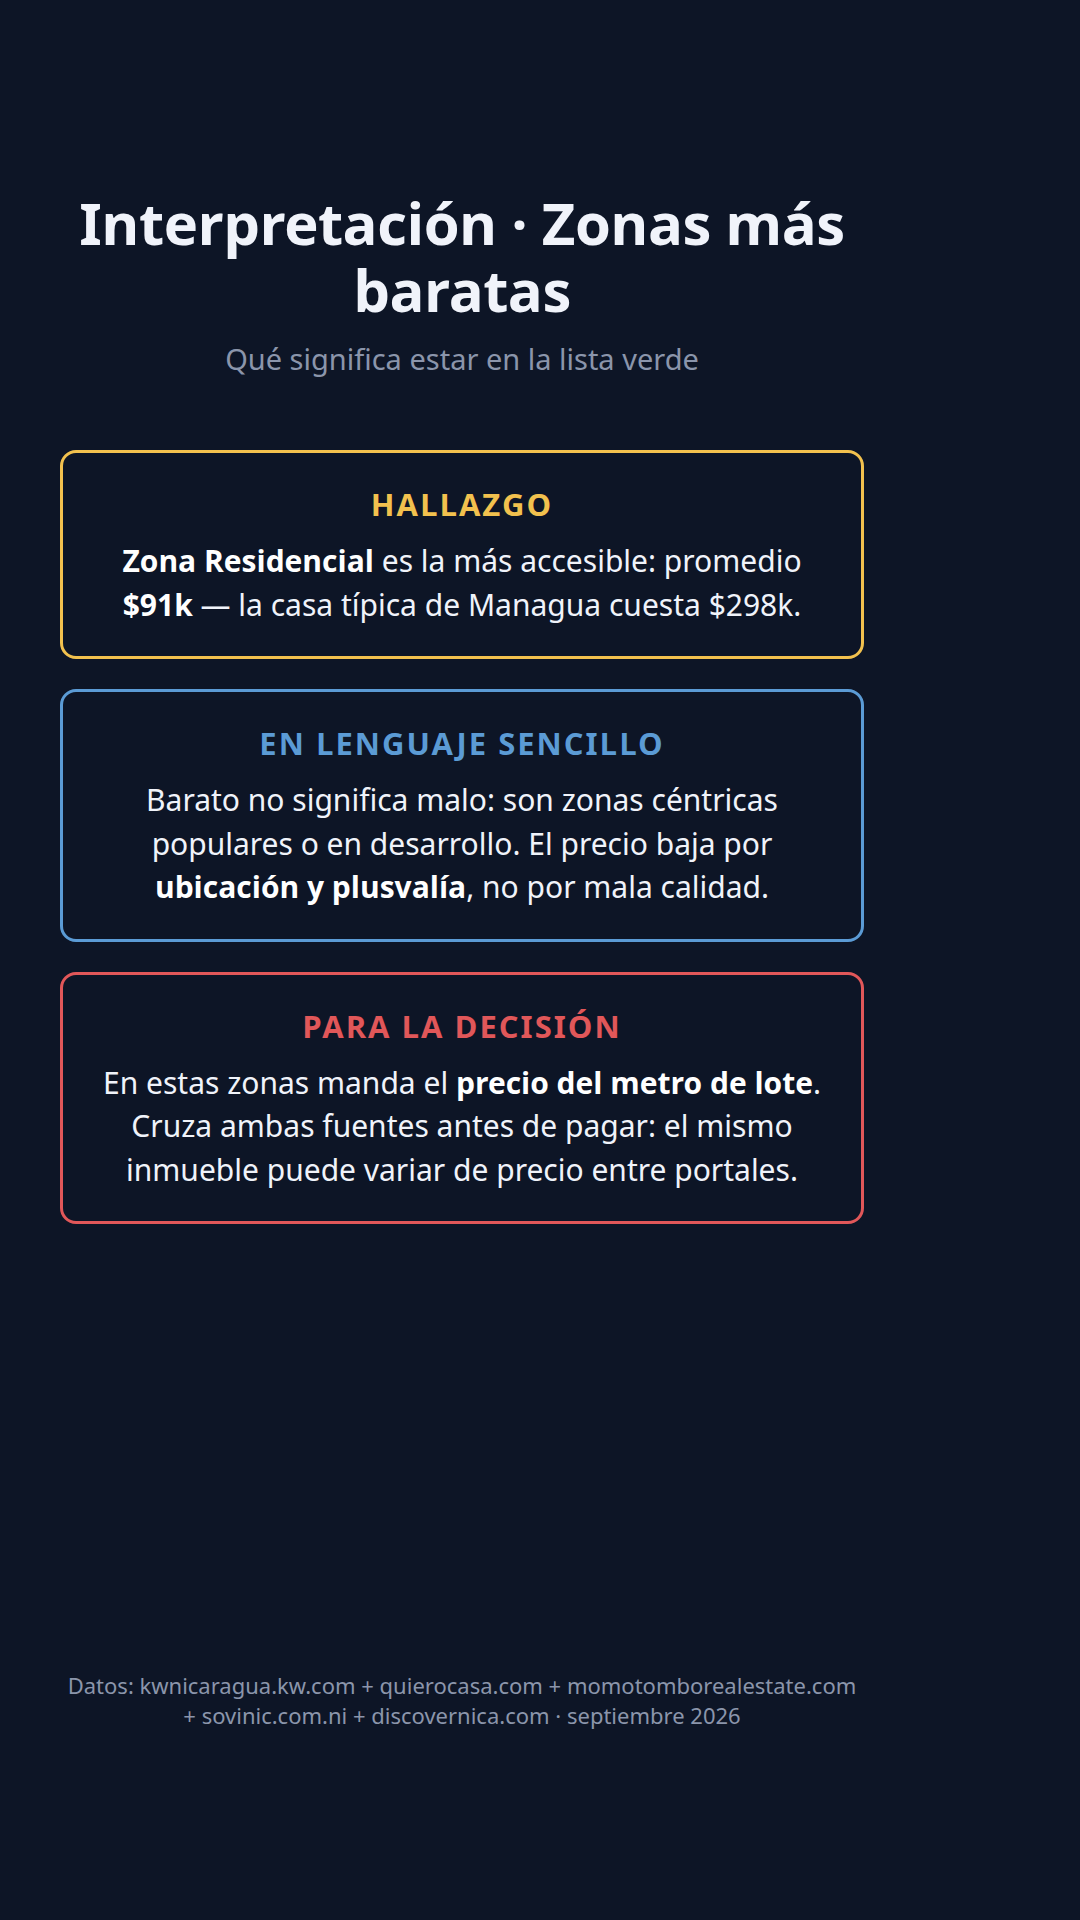 Interpretación · Zonas más
baratas
Qué significa estar en la lista verde
HALLAZGO
Zona Residencial es la más accesible: promedio
$91k — la casa típica de Managua cuesta $298k.
EN LENGUAJE SENCILLO
Barato no significa malo: son zonas céntricas
populares o en desarrollo. El precio baja por
ubicación y plusvalía, no por mala calidad.
PARA LA DECISIÓN
En estas zonas manda el precio del metro de lote.
Cruza ambas fuentes antes de pagar: el mismo
inmueble puede variar de precio entre portales.
Datos: kwnicaragua.kw.com + quierocasa.com + momotomborealestate.com
+ sovinic.com.ni + discovernica.com · septiembre 2026